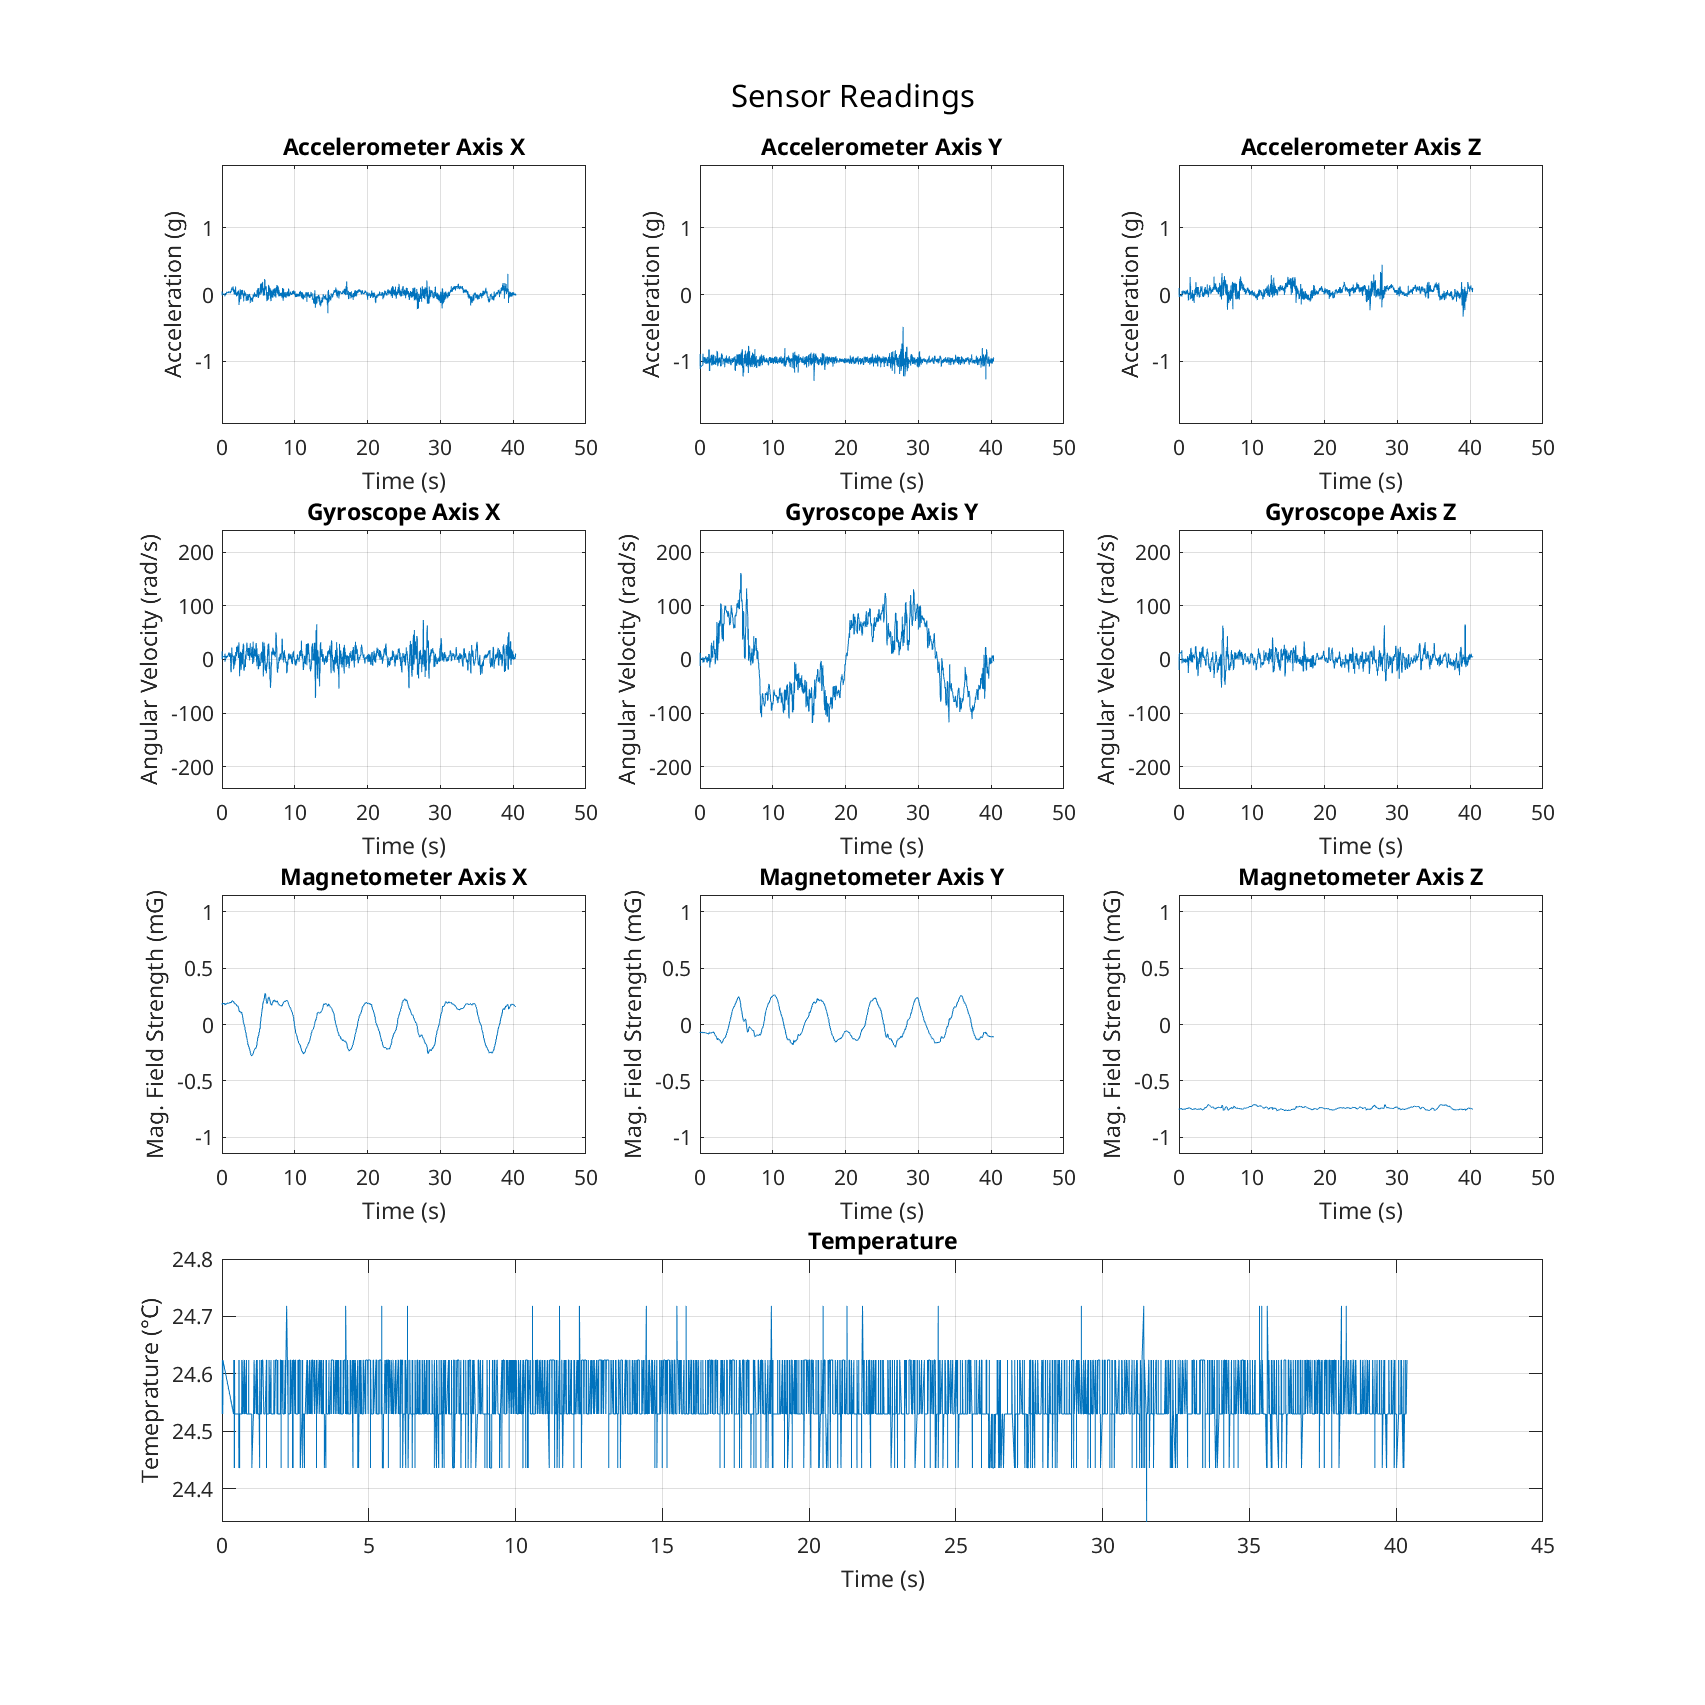 Sensor Readings
Accelerometer Axis X
Acceleration (g)
1
0
-1
0 10 20 30 40 50
Time (s)
Accelerometer Axis Y
Acceleration (g)
1
0
-1
0 10 20 30 40 50
Time (s)
Accelerometer Axis Z
Acceleration (g)
1
0
-1
0 10 20 30 40 50
Time (s)
Gyroscope Axis X
Angular Velocity (rad/s)
200
100
0
-100
-200
0 10 20 30 40 50
Time (s)
Gyroscope Axis Y
Angular Velocity (rad/s)
200
100
0
-100
-200
0 10 20 30 40 50
Time (s)
Gyroscope Axis Z
Angular Velocity (rad/s)
200
100
0
-100
-200
0 10 20 30 40 50
Time (s)
Magnetometer Axis X
Mag. Field Strength (mG)
1
0.5
0
-0.5
-1
0 10 20 30 40 50
Time (s)
Magnetometer Axis Y
Mag. Field Strength (mG)
1
0.5
0
-0.5
-1
0 10 20 30 40 50
Time (s)
Magnetometer Axis Z
Mag. Field Strength (mG)
1
0.5
0
-0.5
-1
0 10 20 30 40 50
Time (s)
Temperature
Temeprature (°C)
24.8
24.7
24.6
24.5
24.4
0 5 10 15 20 25 30 35 40 45
Time (s)